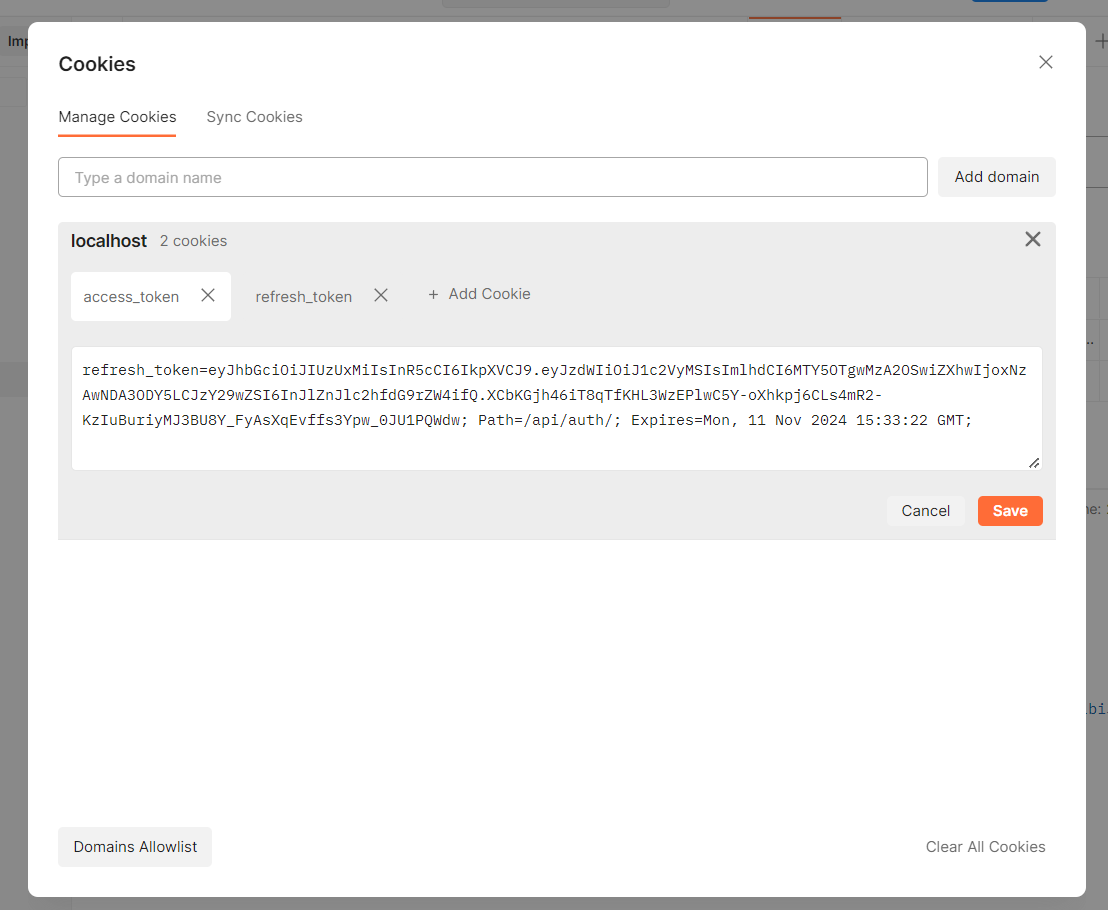 Cookies
Manage Cookies
Sync Cookies
Type a domain name
Add domain
localhost
2 cookies
access_token
refresh_token
+ Add Cookie
refresh_token=eyJhbGciOiJIUzUxMiIsInR5cCI6IkpXVCJ9.eyJzdWIiOiJ1c2VyMSIsImlhdCI6MTY5OTgwMzA2OSwiZXhwIjoxNz
AwNDA3ODY5LCJzY29wZSI6InJlZnJlc2hfdG9rZW4ifQ.XCbKGjh46iT8qTfKHL3WzEPlwC5Y-oXhkpj6CLs4mR2-
KzIuBuriyMJ3BU8Y_FyAsXqEvffs3Ypw_0JU1PQWdw; Path=/api/auth/; Expires=Mon, 11 Nov 2024 15:33:22 GMT;
Cancel
Save
Domains Allowlist
Clear All Cookies